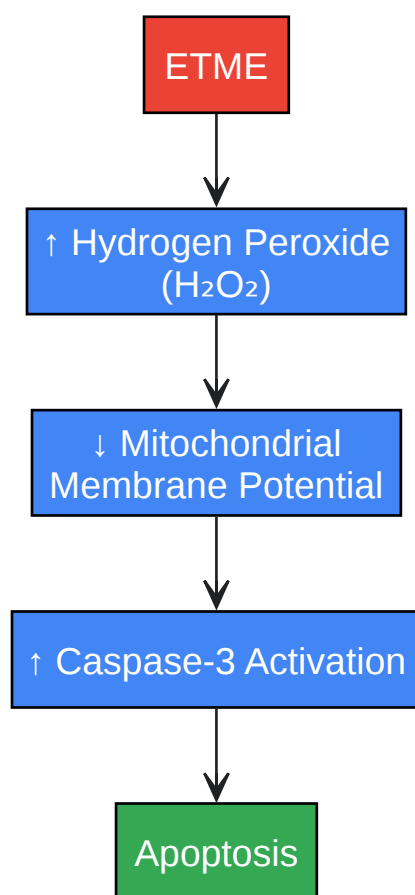 ETME
↑ Hydrogen Peroxide
(H₂O₂)
↓ Mitochondrial
Membrane Potential
↑ Caspase-3 Activation
Apoptosis